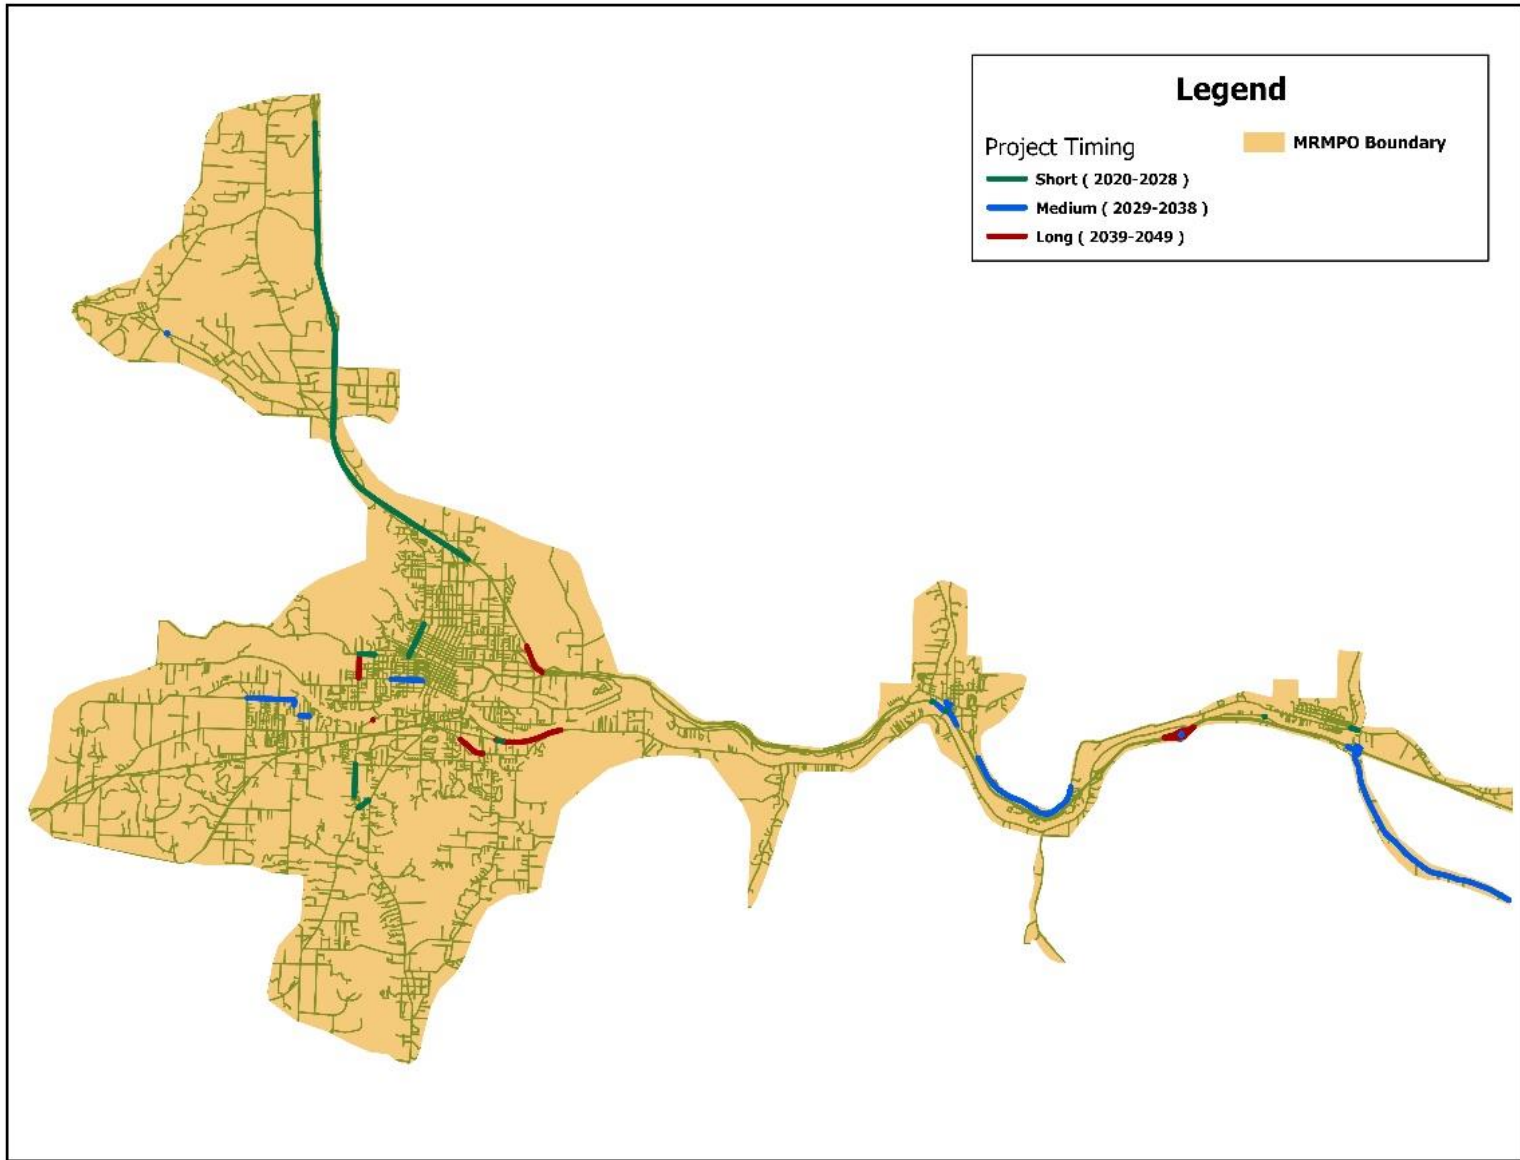 Legend
Project Timing
MRMPO Boundary
Short ( 2020-2028 )
Medium ( 2029-2038 )
Long ( 2039-2049 )